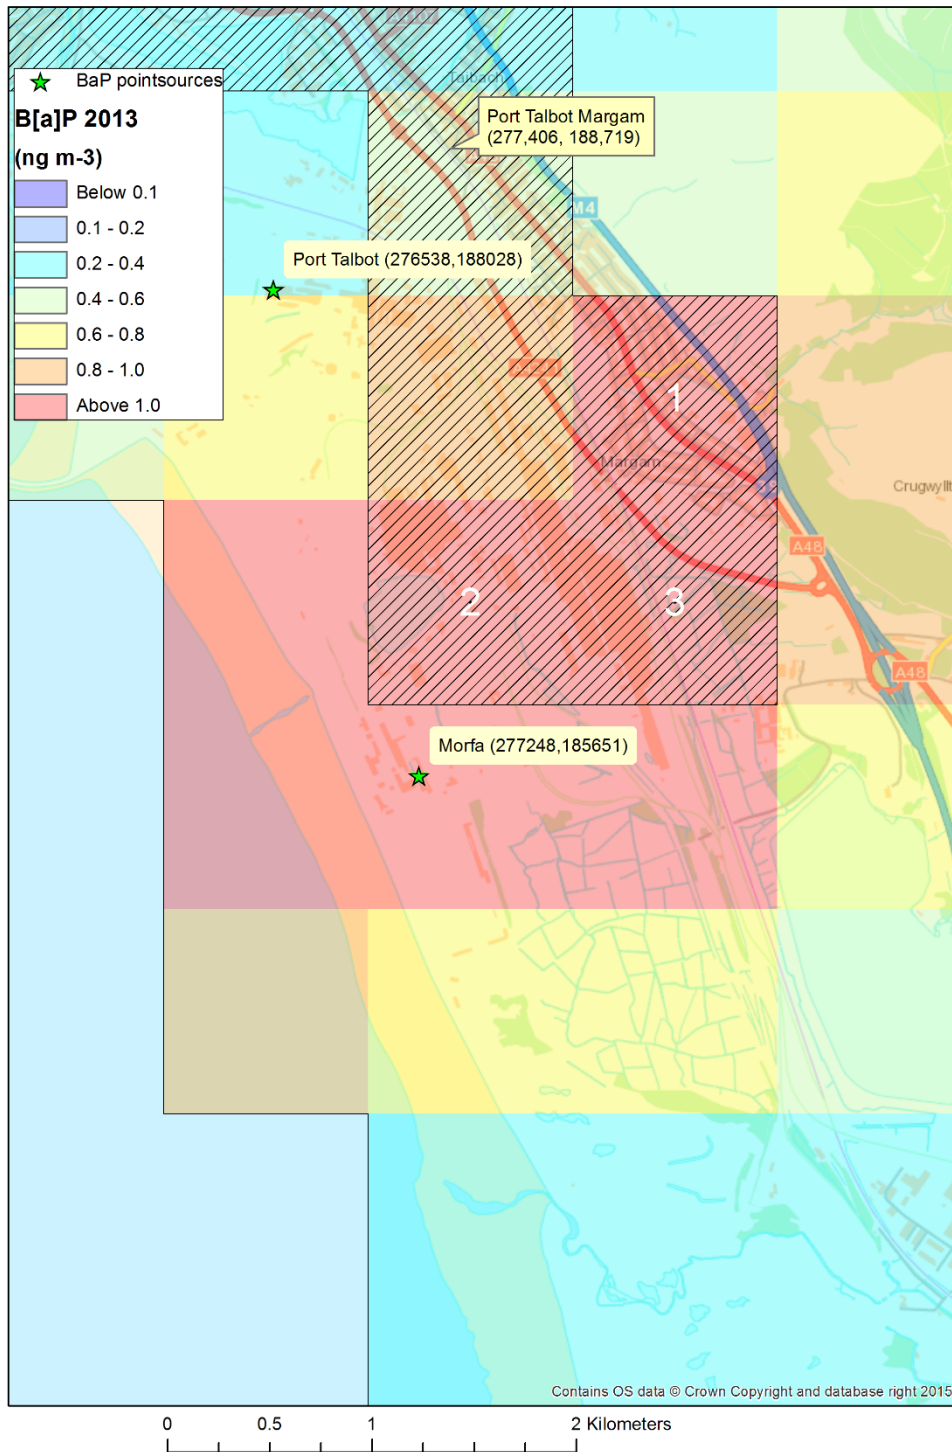 Taibach
BaP pointsources
B[a]P 2013
(ng m-3)
Below 0.1
0.1 - 0.2
0.2 - 0.4
0.4 - 0.6
0.6 - 0.8
0.8 - 1.0
Above 1.0
Port Talbot Margam
(277,406, 188,719)
M4
Port Talbot (276538,188028)
1
Margam
Crugwyllt
A48
2
3
A48
Morfa (277248,185651)
Contains OS data © Crown Copyright and database right 2015
0
0.5
1
2 Kilometers